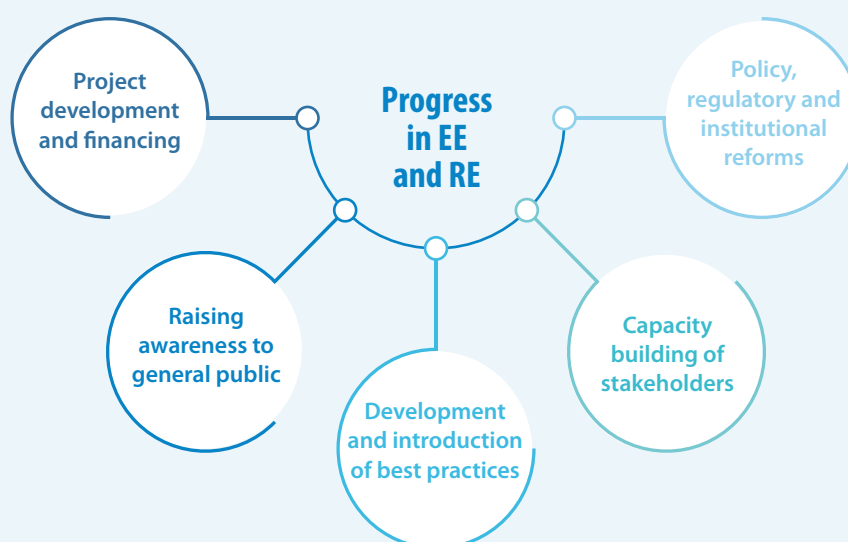 Project
development
and financing
Progress
in EE
and RE
Policy,
regulatory and
institutional
reforms
Raising
awareness to
general public
Development
and introduction
of best practices
Capacity
building of
stakeholders